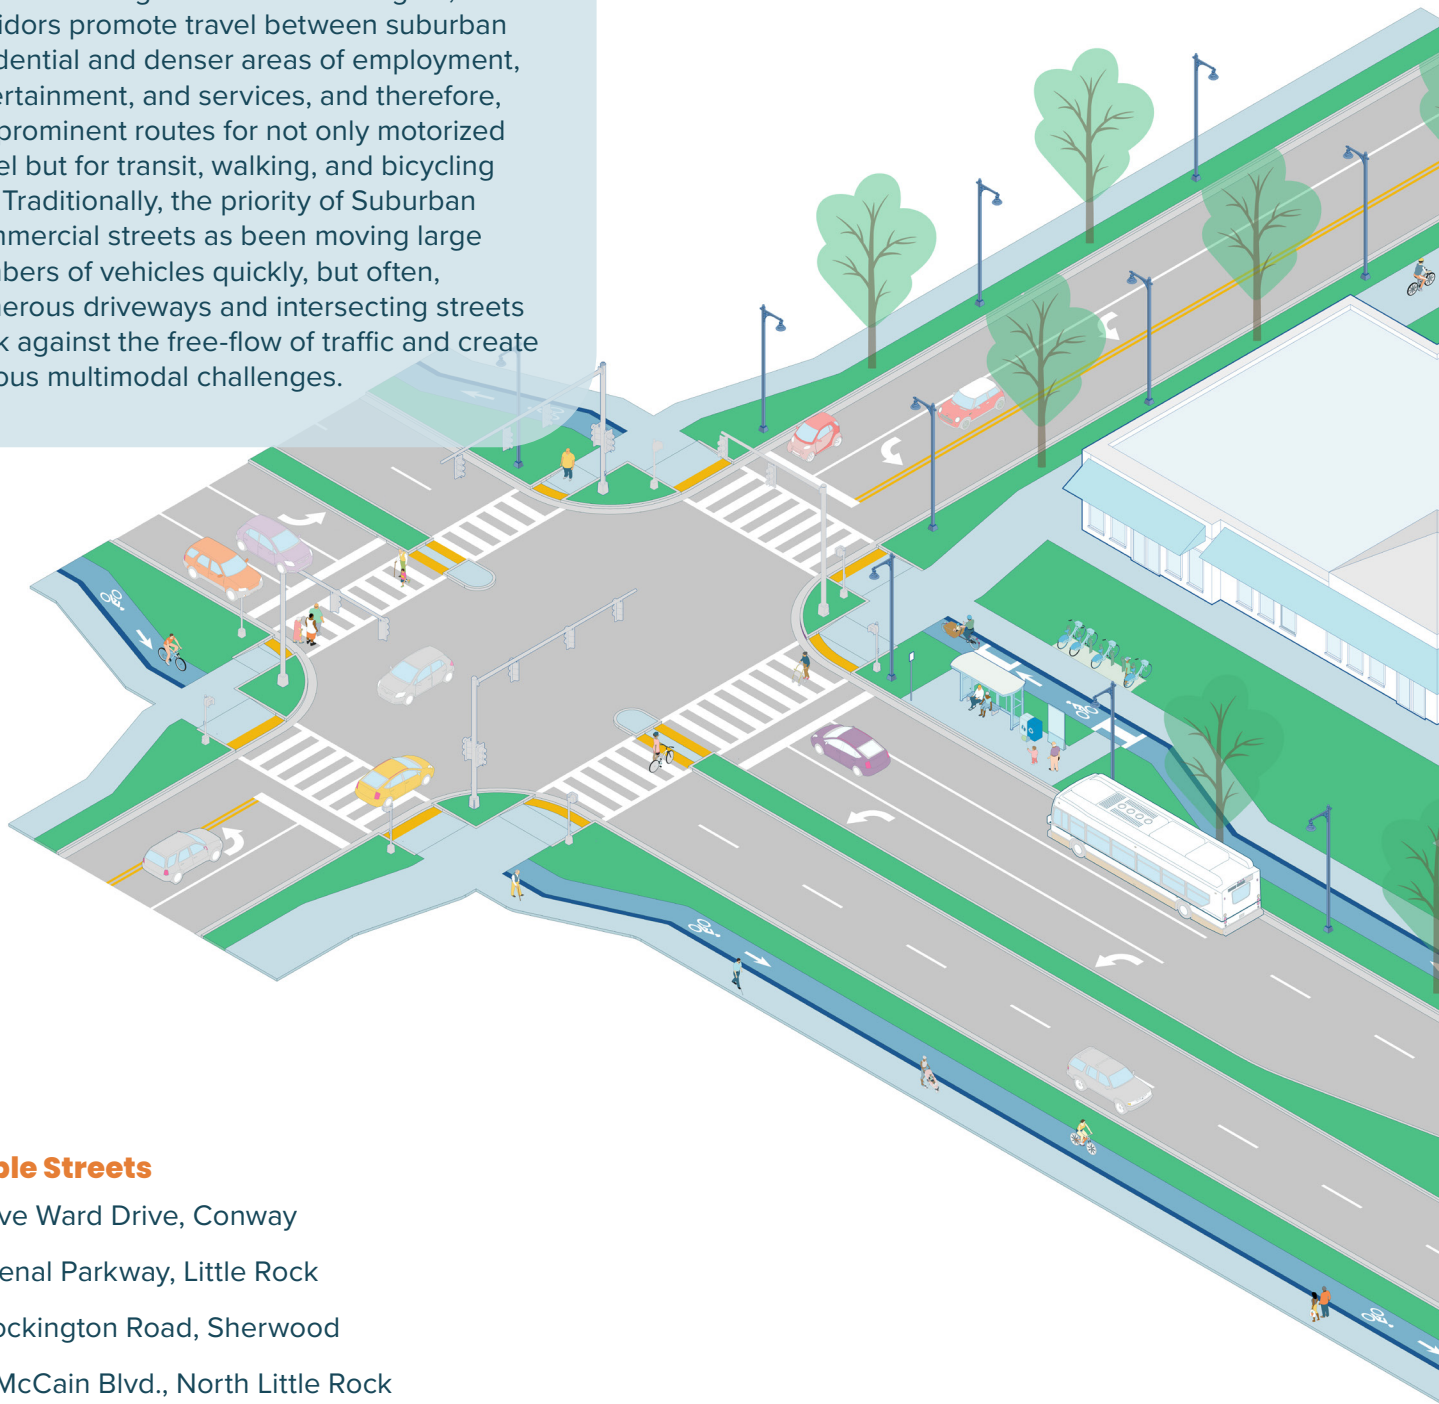 idors promote travel between suburban
dential and denser areas of employment,
ertainment, and services, and therefore,
prominent routes for not only motorized
el but for transit, walking, and bicycling
Traditionally, the priority of Suburban
mmercial streets as been moving large
bers of vehicles quickly, but often,
erous driveways and intersecting streets
k against the free-flow of traffic and create
ous multimodal challenges.
ple Streets
ve Ward Drive, Conway
enal Parkway, Little Rock
ockington Road, Sherwood
McCain Blvd., North Little Rock